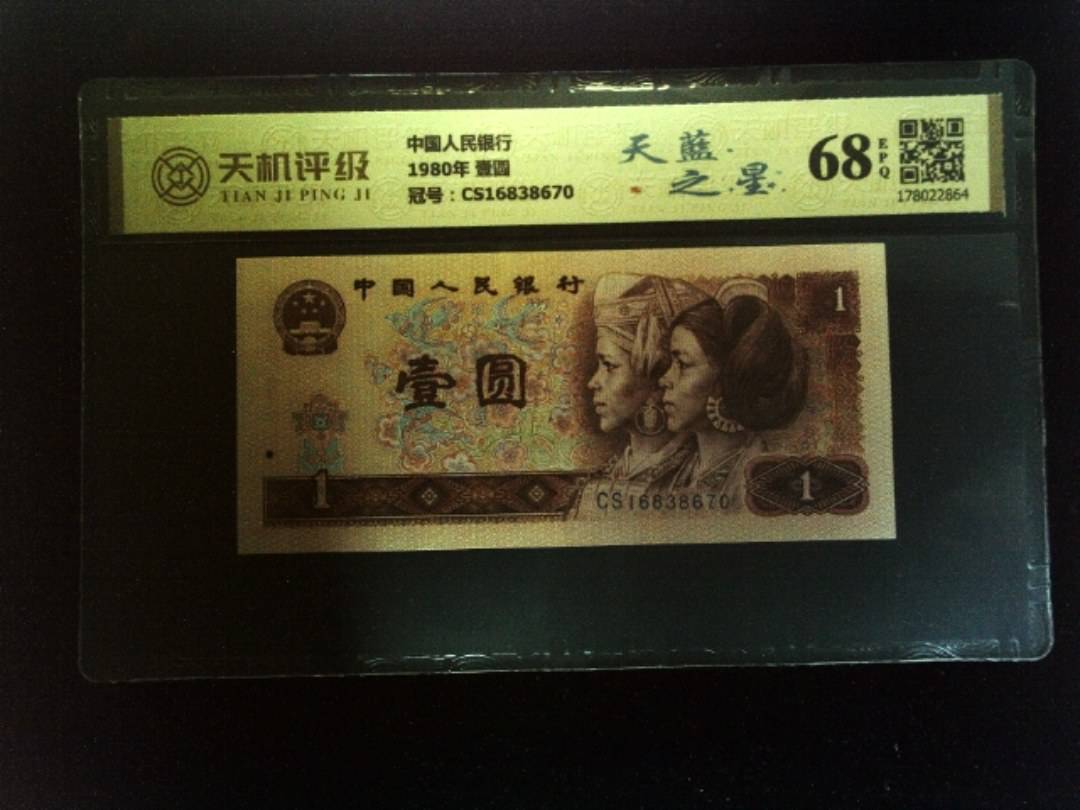 天机评级
TIAN JI PING JI
中国人民银行
1980年 壹圆
冠号：CS16838670
天藍
之星
68
EPQ
178022864
中国人民银行
1
壹圆
1
CS16838670
1